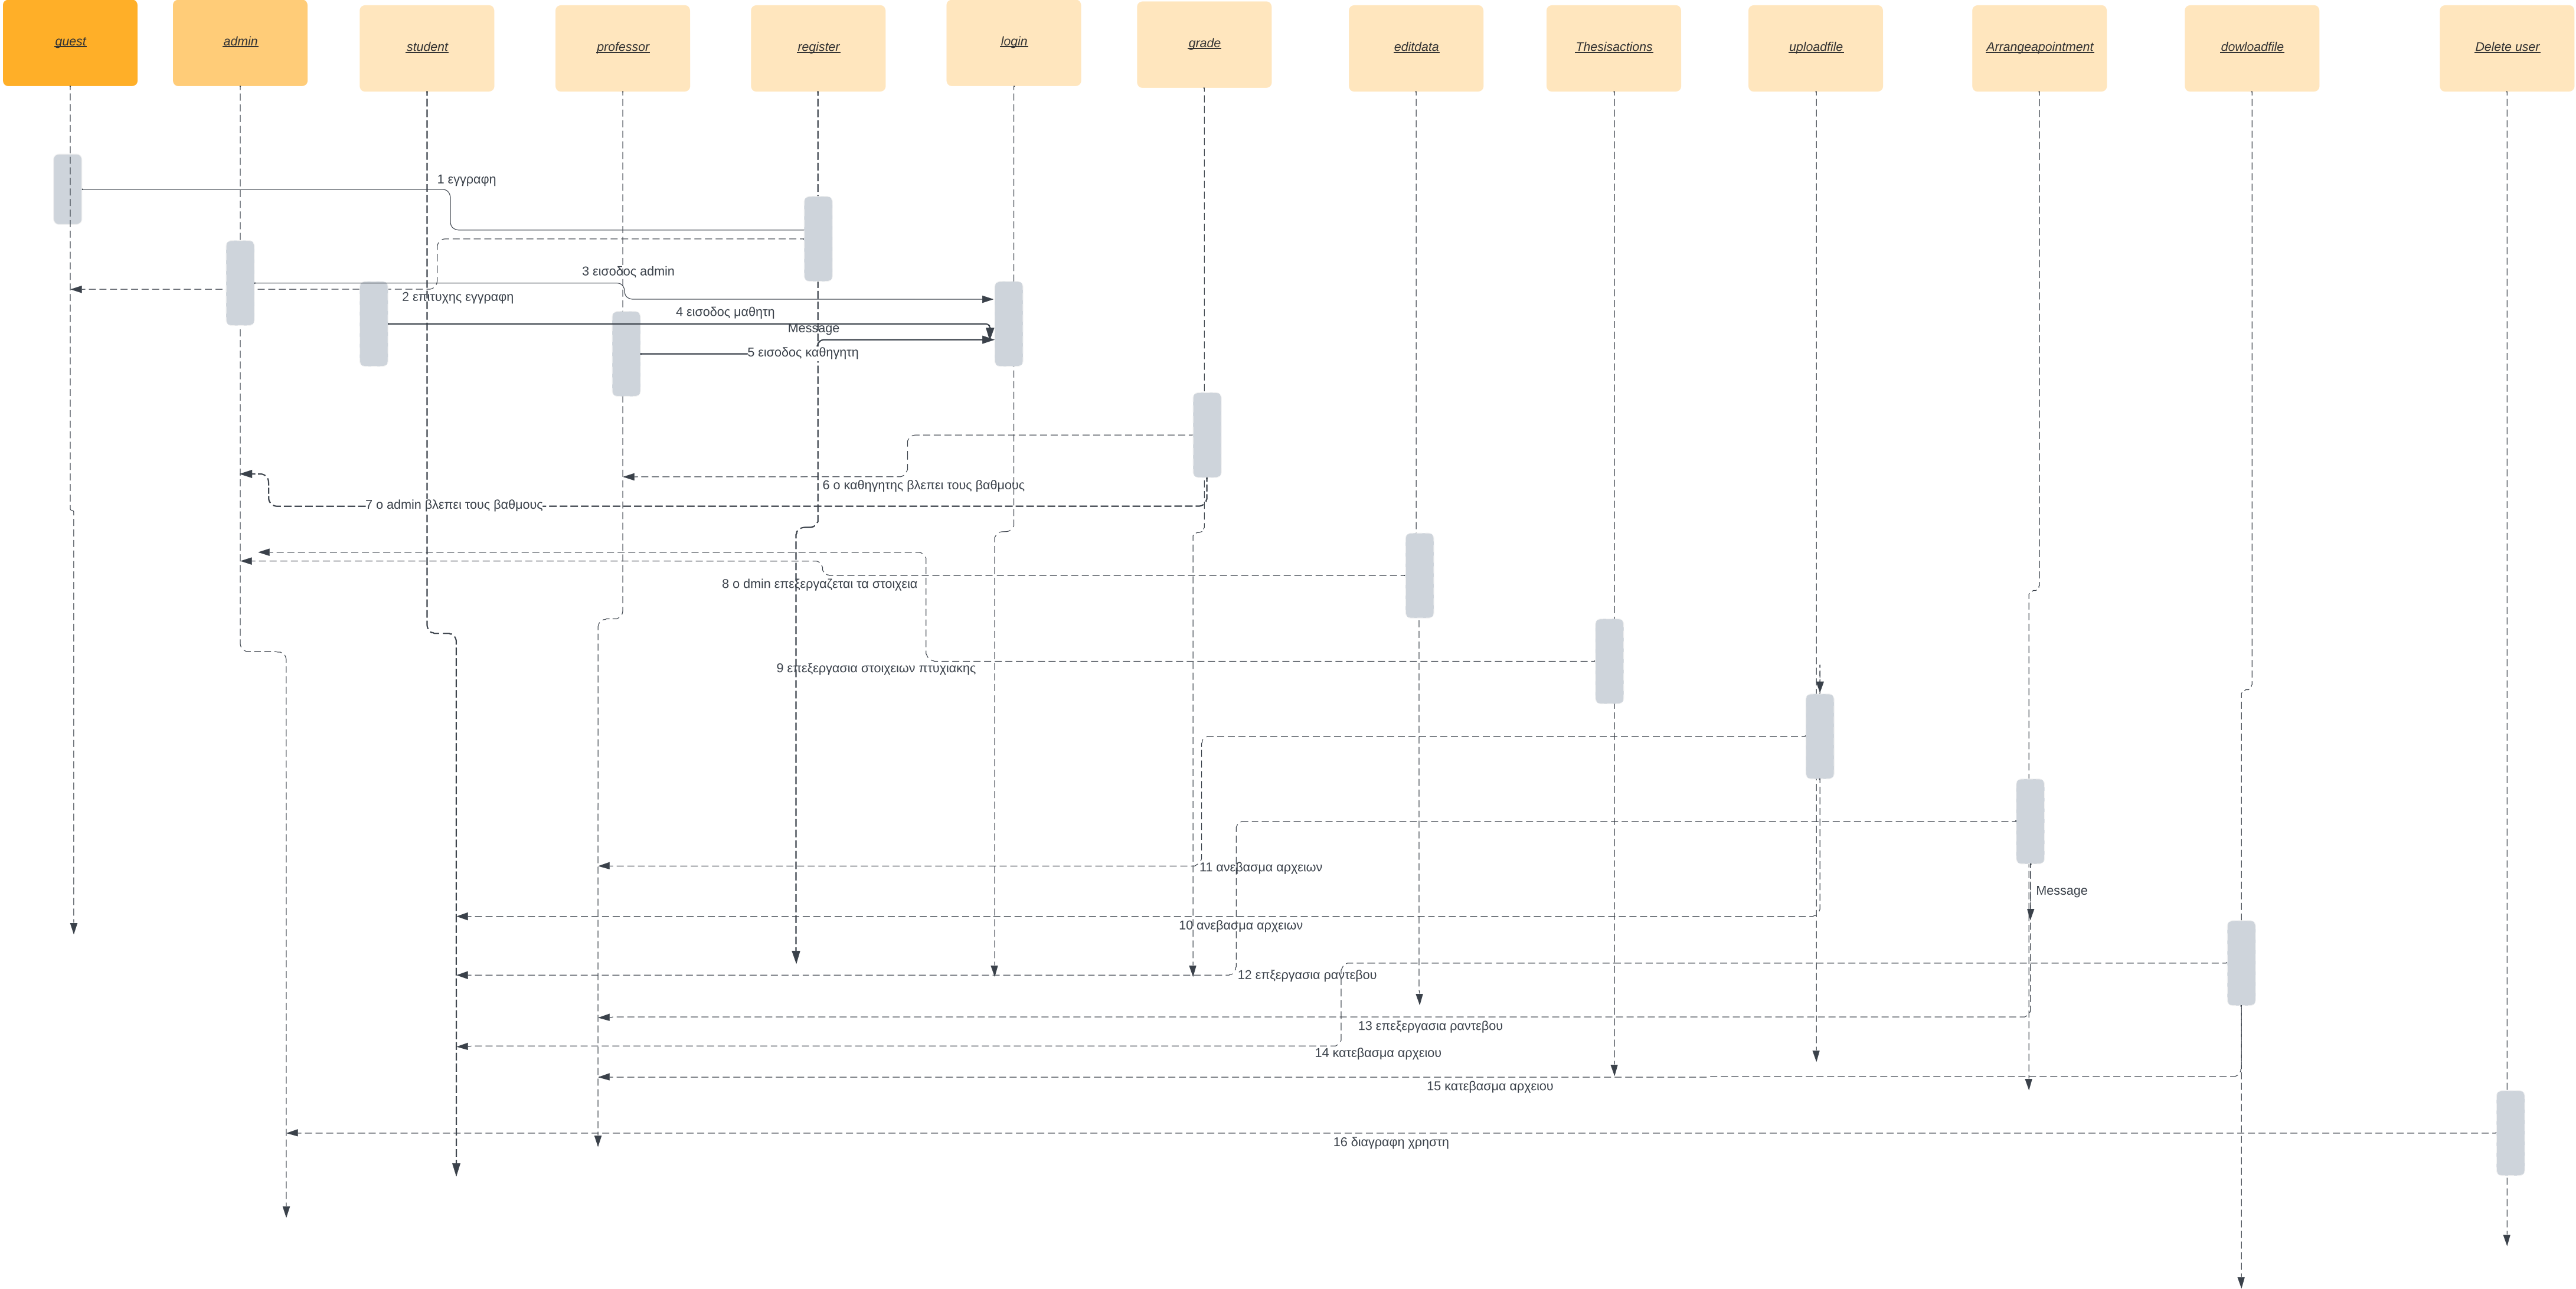 guest
admin
student
professor
register
login
grade
editdata
Thesisactions
uploadfile
Arrangeapointment
dowloadfile
Delete user
1 εγγραφη
3 εισοδος admin
2 επιτυχης εγγραφη
4 εισοδος μαθητη
Message
5 εισοδος καθηγητη
6 ο καθηγητης βλεπει τους βαθμους
7 ο admin βλεπει τους βαθμους
8 ο dmin επεξεργαζεται τα στοιχεια
9 επεξεργασια στοιχειων πτυχιακης
11 ανεβασμα αρχειων
Message
10 ανεβασμα αρχειων
12 επξεργασια ραντεβου
13 επεξεργασια ραντεβου
14 κατεβασμα αρχειου
15 κατεβασμα αρχειου
16 διαγραφη χρηστη